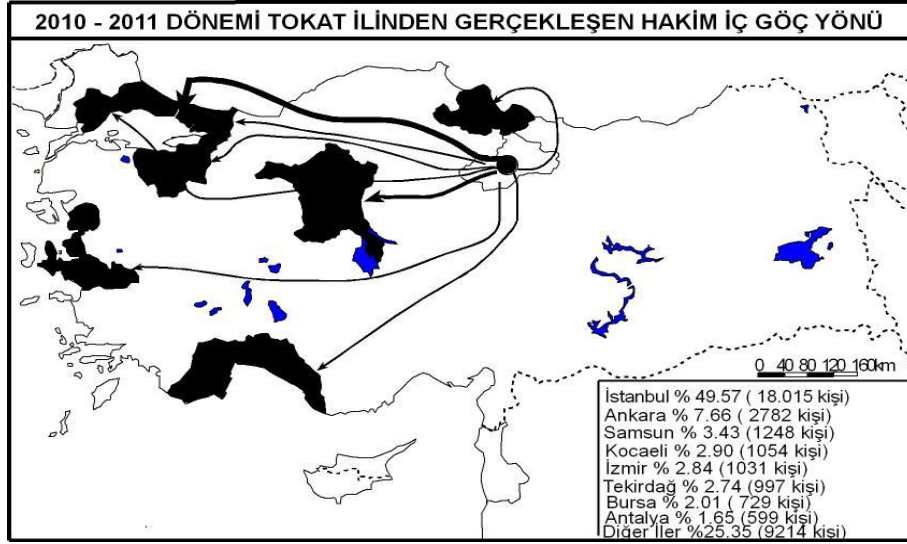 2010 - 2011 DÖNEMİ TOKAT İLİNDEN GERÇEKLEŞEN HAKİM İÇ GÖÇ YÖNÜ
0 40 80 120 160km
İstanbul % 49.57 ( 18.015 kişi)
Ankara % 7.66 ( 2782 kişi)
Samsun % 3.43 (1248 kişi)
Kocaeli % 2.90 (1054 kişi)
İzmir % 2.84 (1031 kişi)
Tekirdağ % 2.74 (997 kişi)
Bursa % 2.01 ( 729 kişi)
Antalya % 1.65 (599 kişi)
Diğer İller %25.35 (9214 kişi)